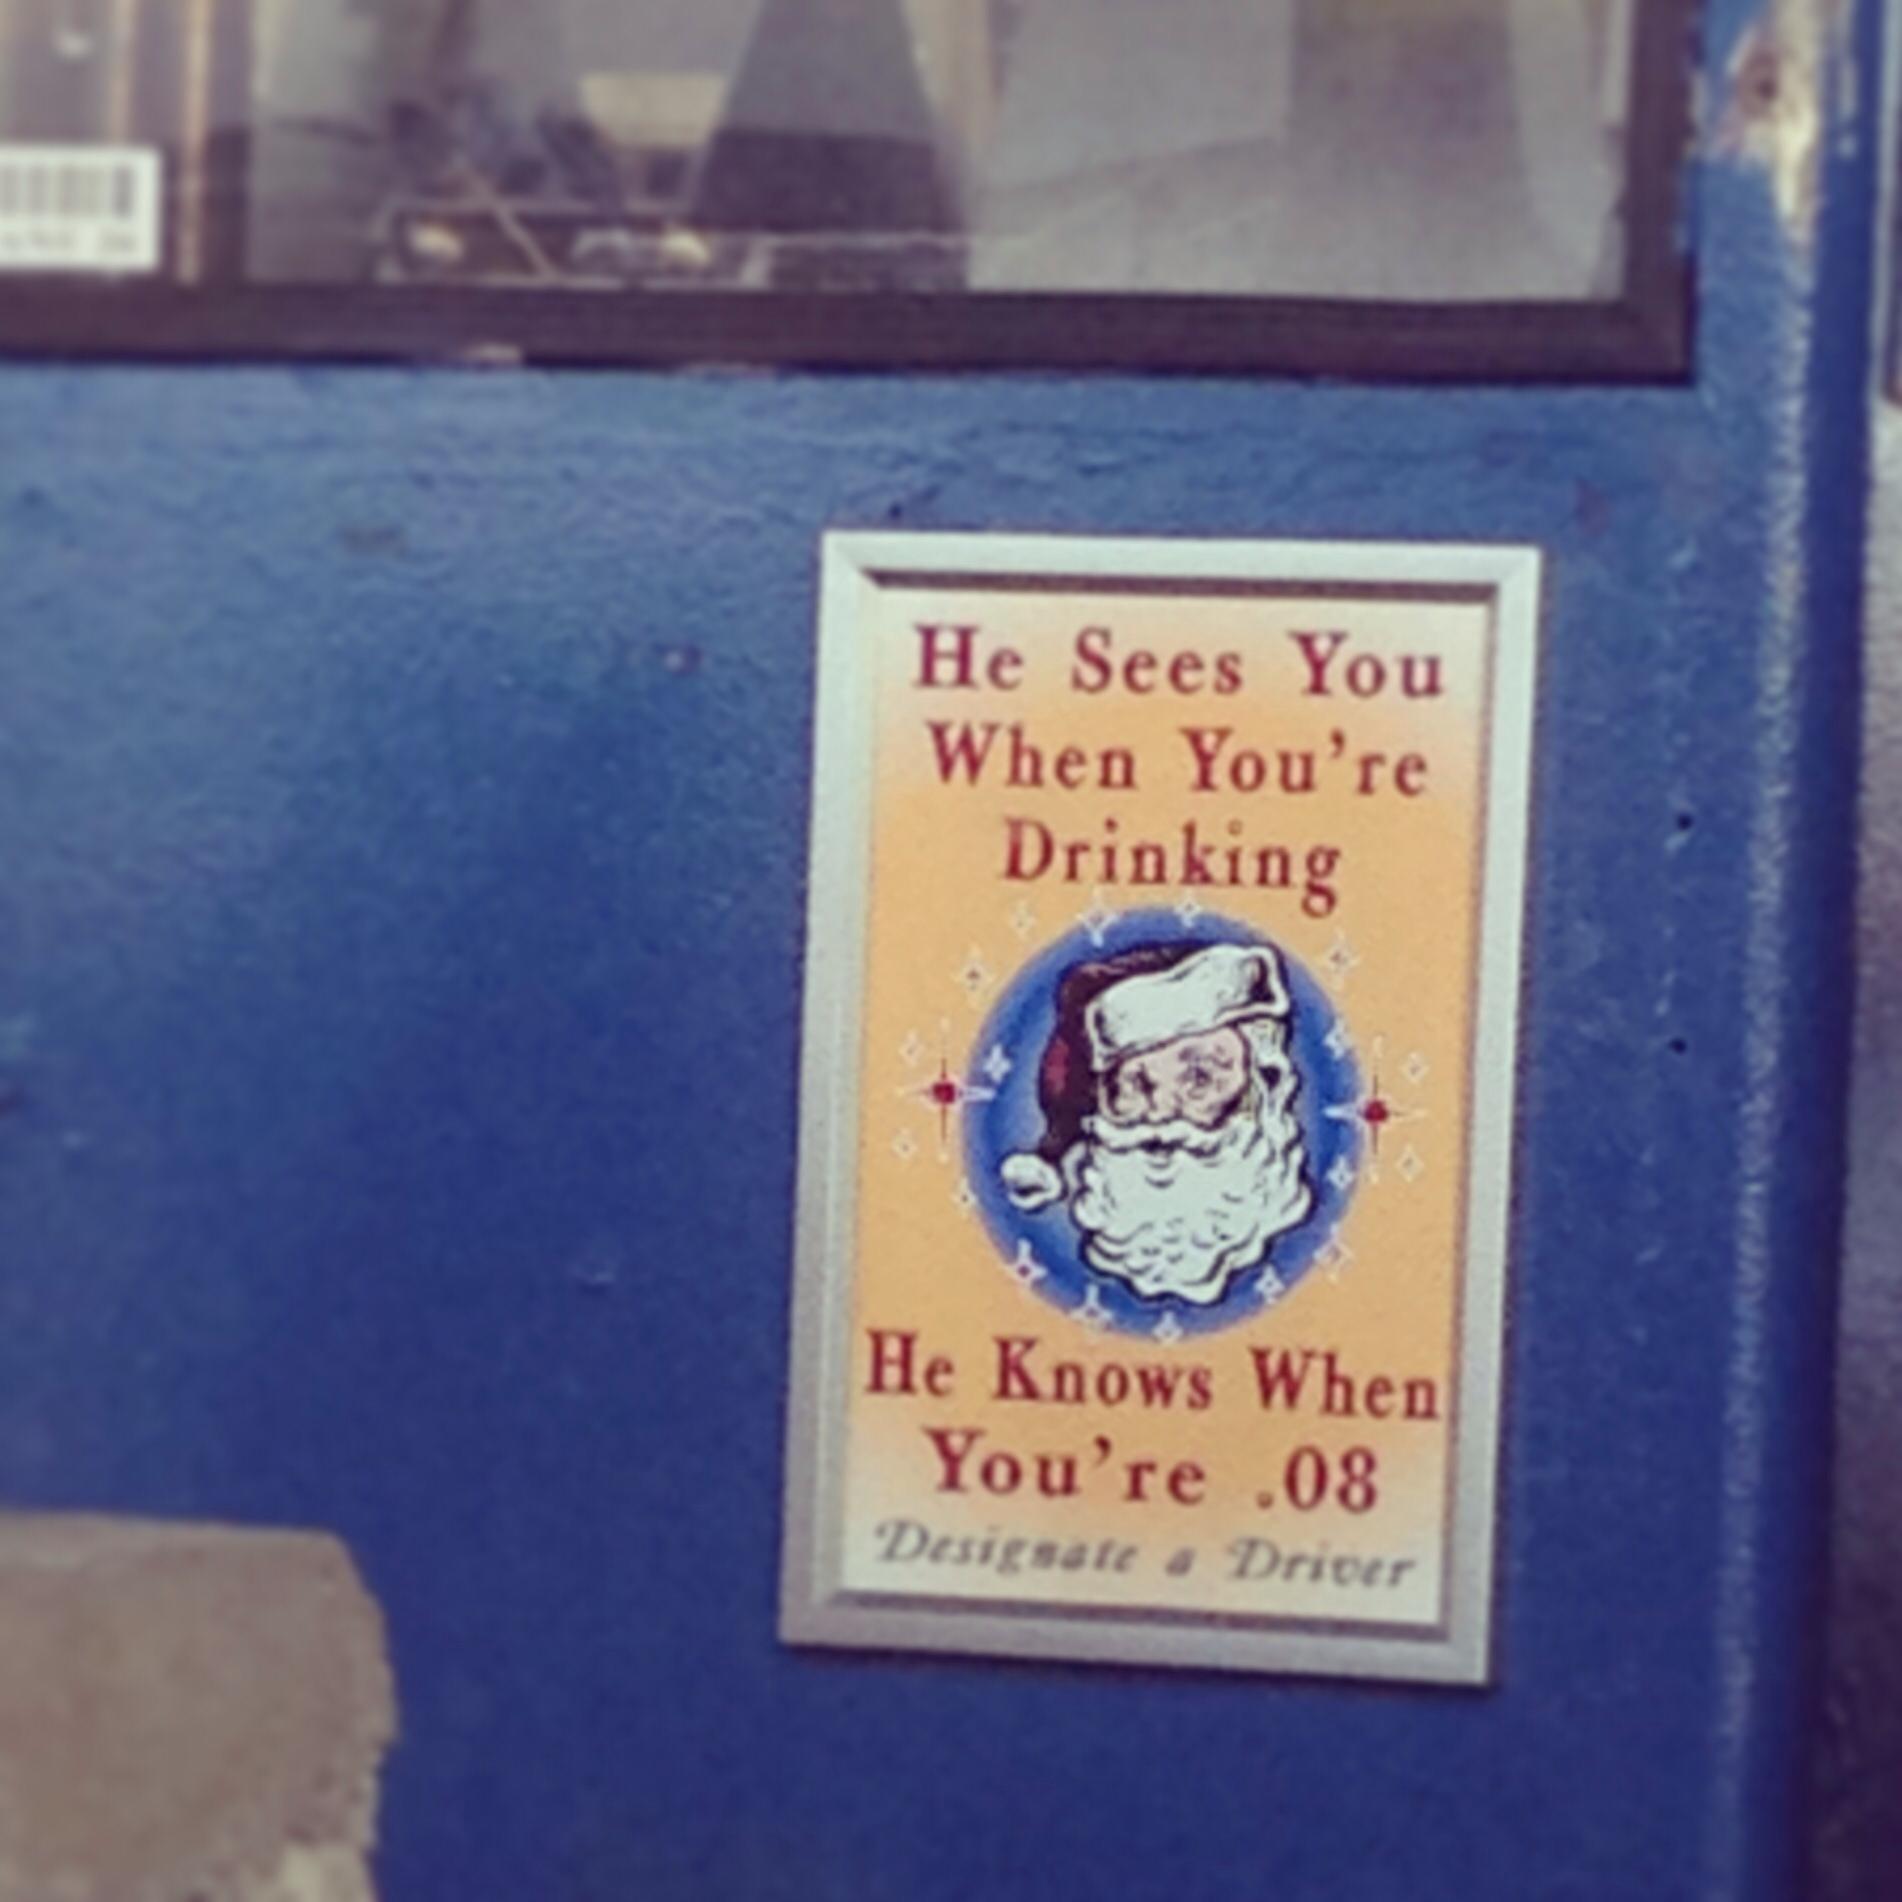 He Sees You
When You're
Drinking
He Knows When
You're .08
Designate a Driver